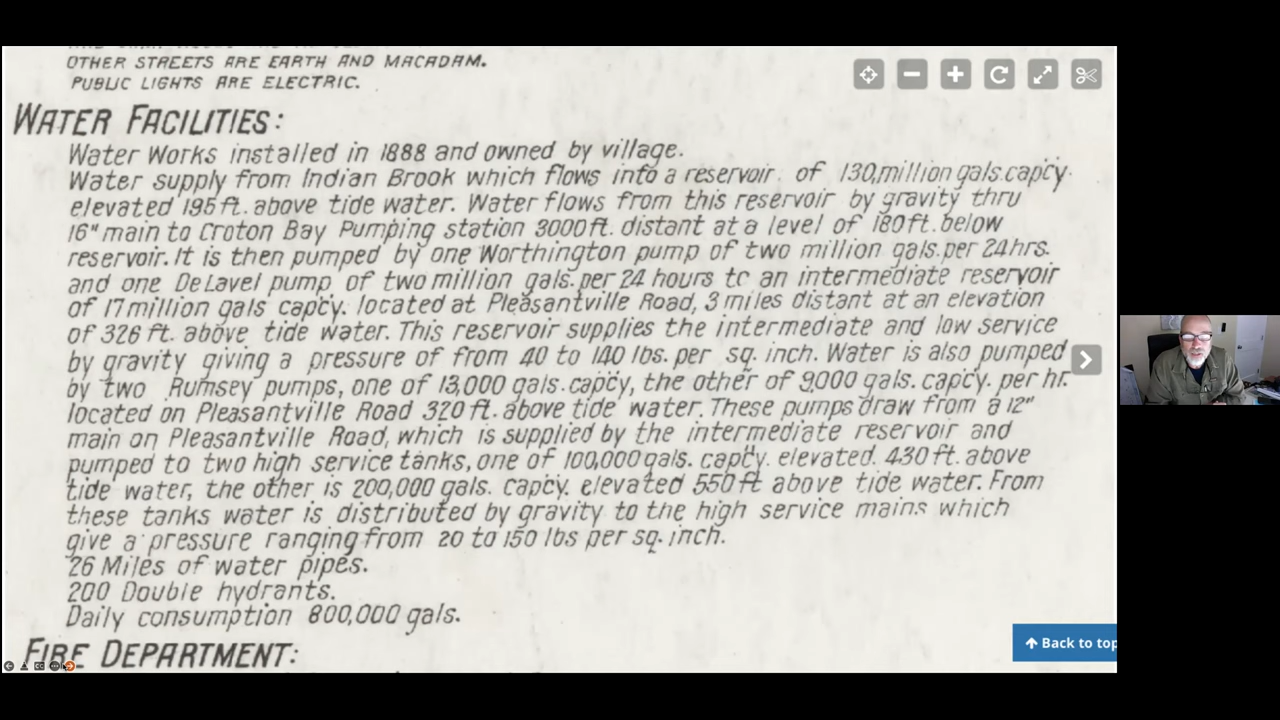 OTHER STREETS ARE EARTH AND MACADAM.
PUBLIC LIGHTS ARE ELECTRIC.
WATER FACILITIES:
Water Works installed in 1888 and owned by village.
Water supply from Indian Brook which flows into a reservoir. of 130,million gals.capc'y.
elevated 195 ft. above tide water. Water flows from this reservoir by gravity thru
16" main to Croton Bay Pumping station 3000 ft. distant at a level of 180 ft. below
reservoir. It is then pumped by one Worthington pump of two million gals. per 24 hrs.
and one DeLavel pump of two million gals. per 24 hours to an intermediate reservoir
of 17 million gals capc'y. located at Pleasantville Road, 3 miles distant at an elevation
of 326 ft. above tide water. This reservoir supplies the intermediate and low service
by gravity giving a pressure of from 40 to 140 lbs. per sq. inch. Water is also pumped
by two Rumsey pumps, one of 13,000 gals. capc'y, the other of 9,000 gals. capc'y. per hr.
located on Pleasantville Road 320 ft. above tide water. These pumps draw from a 12"
main on Pleasantville Road, which is supplied by the intermediate reservoir and
pumped to two high service tanks, one of 100,000 gals. capc'y. elevated. 430 ft. above
tide water, the other is 200,000 gals. capc'y. elevated 550 ft above tide water. From
these tanks water is distributed by gravity to the high service mains which
give a pressure ranging from 20 to 150 lbs per sq. inch.
26 Miles of water pipes.
200 Double hydrants.
Daily consumption 800,000 gals.
FIRE DEPARTMENT:
Back to top